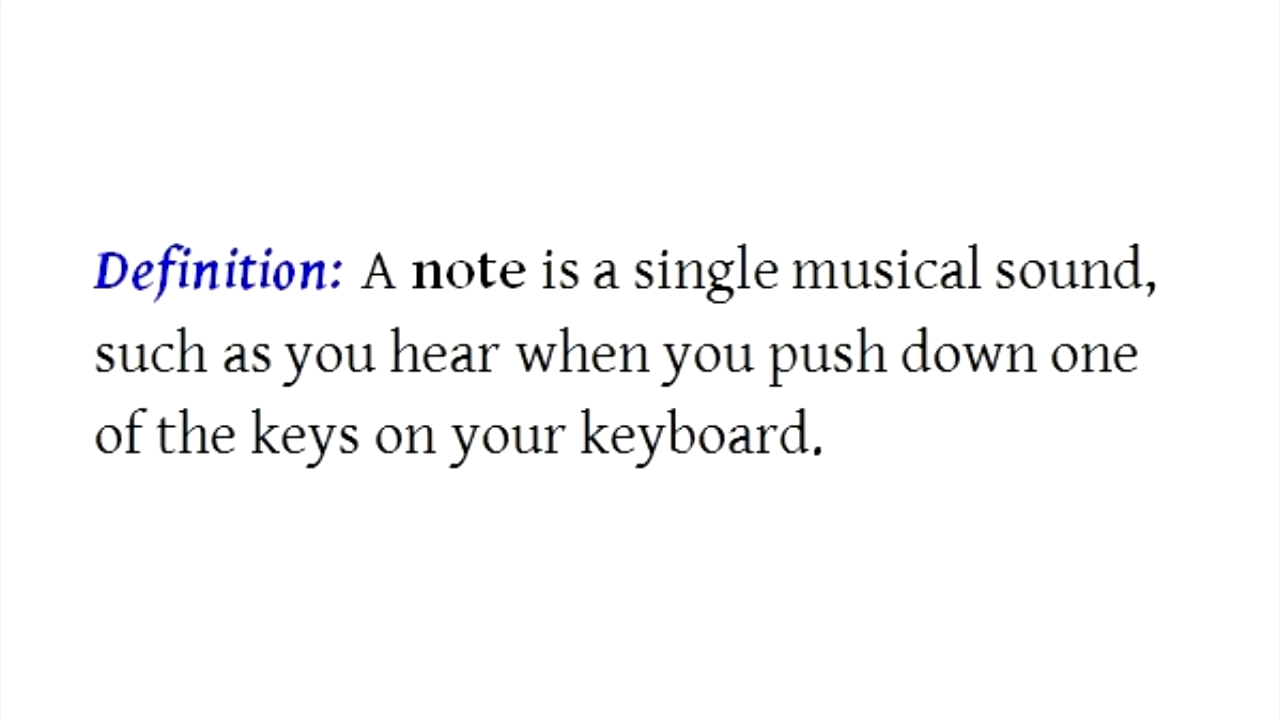 Definition: A note is a single musical sound,
such as you hear when you push down one
of the keys on your keyboard.